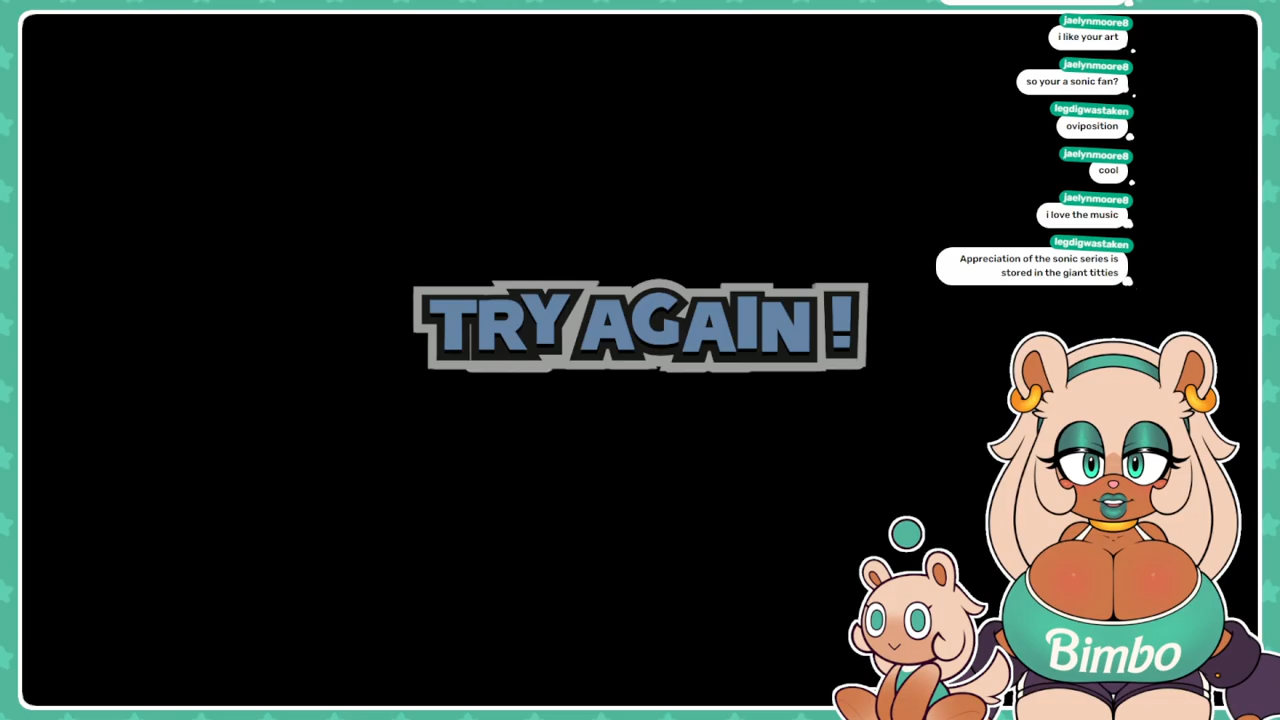 jaelynmoore8
i like your art
jaelynmoore8
so your a sonic fan?
legdigwastaken
oviposition
jaelynmoore8
cool
jaelynmoore8
i love the music
legdigwastaken
Appreciation of the sonic series is
stored in the giant titties
TRY AGAIN !
Bimbo